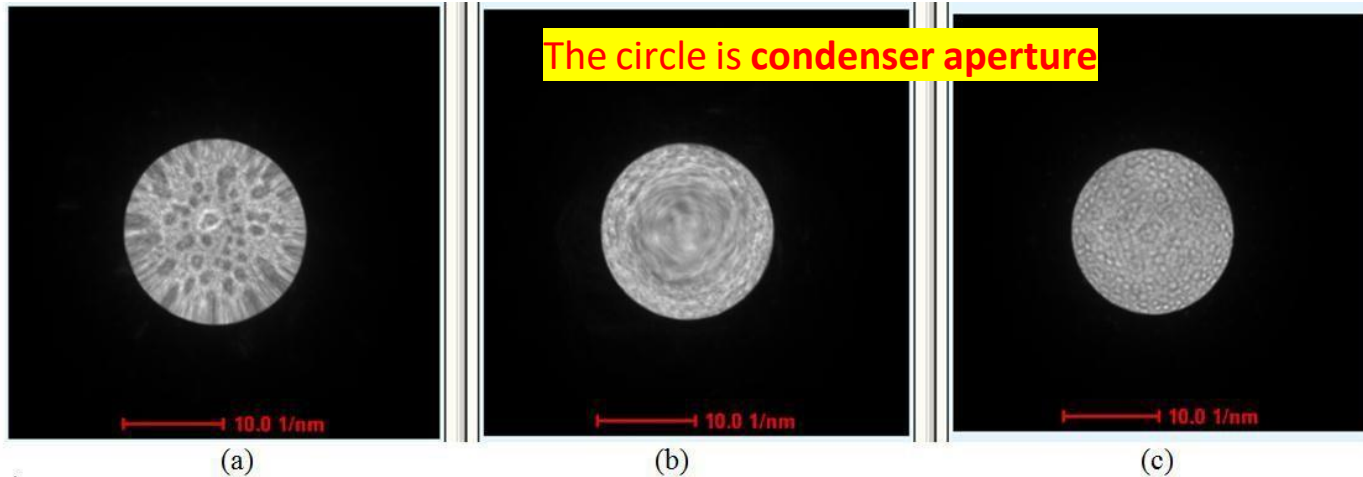 The circle is condenser aperture
10.0 1/nm
10.0 1/nm
10.0 1/nm
(a)
(b)
(c)